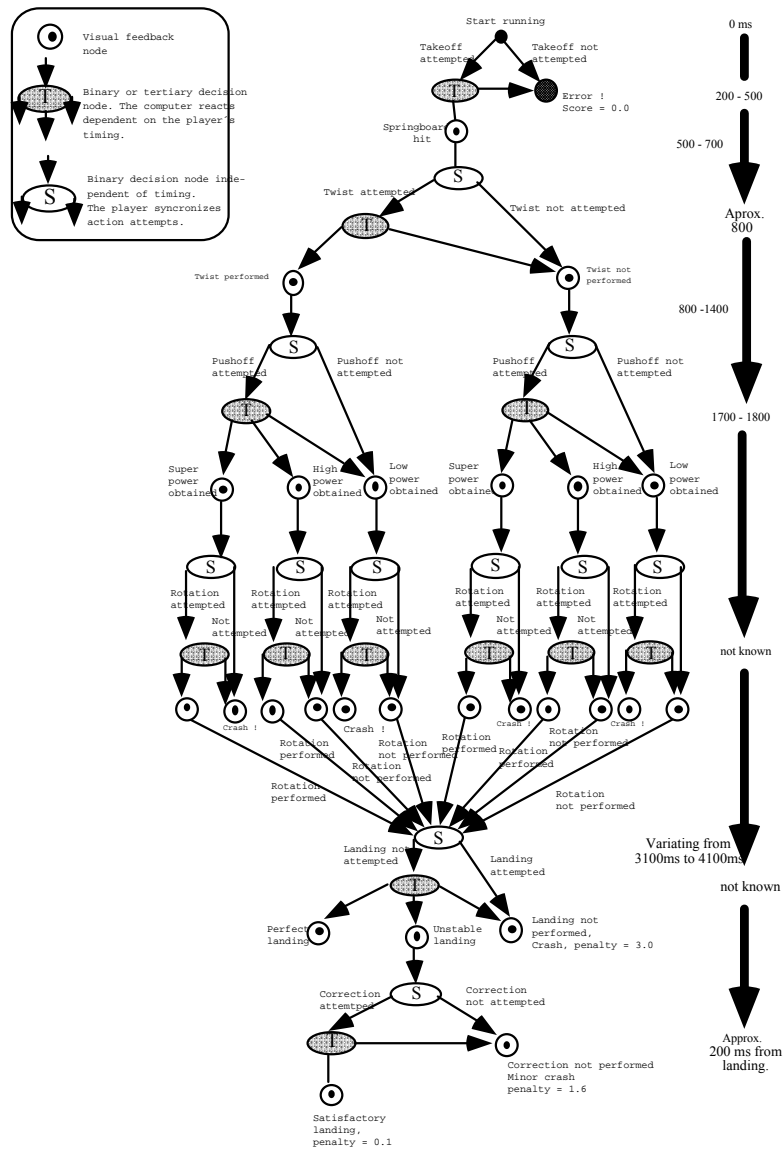 Visual feedback
node
T
Binary or tertiary decision
node. The computer reacts
dependent on the player´s
timing.
S
Binary decision node inde-
pendent of timing.
The player syncronizes
action attempts.
Start running
0 ms
Takeoff
attempted
Takeoff not
attempted
T
Error !
Score = 0.0
200 - 500
Springboard
hit
500 - 700
S
Twist attempted
Twist not attempted
Aprox.
800
T
Twist performed
Twist not
performed
800 -1400
S
S
Pushoff
attempted
Pushoff not
attempted
Pushoff
attempted
Pushoff not
attempted
T
T
1700 - 1800
Super
power
obtained
High
power
obtained
Low
power
obtained
Super
power
obtained
High
power
obtained
Low
power
obtained
S
S
S
S
S
S
Rotation
attempted
Rotation
attempted
Rotation
attempted
Rotation
attempted
Rotation
attempted
Rotation
attempted
Not
attempted
Not
attempted
Not
attempted
Not
attempted
Not
attempted
Not
attempted
T
T
T
T
T
T
not known
Crash !
Crash !
Crash !
Crash !
Rotation
performed
Rotation
performed
Rotation
not performed
Rotation
not performed
Rotation
performed
Rotation
performed
Rotation
not performed
Rotation
not performed
S
Variating from
3100ms to 4100ms
Landing not
attempted
Landing
attempted
T
not known
Perfect
landing
Unstable
landing
Landing not
performed,
Crash, penalty = 3.0
S
Correction
attemtped
Correction
not attempted
T
Approx.
200 ms from
landing.
Correction not performed
Minor crash
penalty = 1.6
Satisfactory
landing,
penalty = 0.1